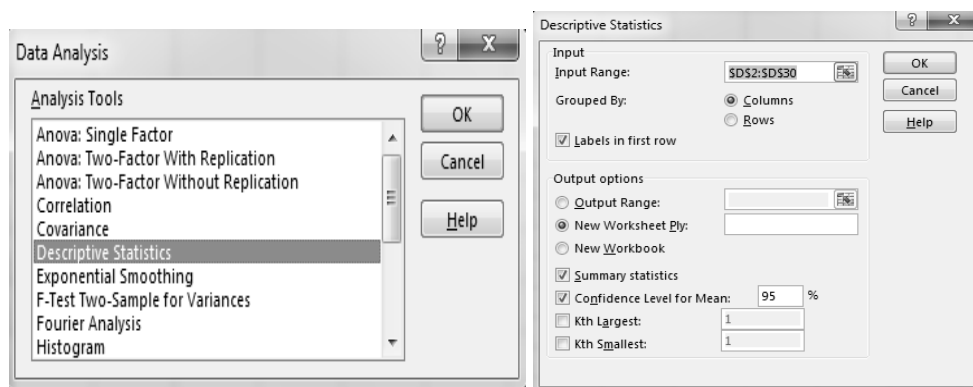 Data Analysis
? X
Analysis Tools
Anova: Single Factor
Anova: Two-Factor With Replication
Anova: Two-Factor Without Replication
Correlation
Covariance
Descriptive Statistics
Exponential Smoothing
F-Test Two-Sample for Variances
Fourier Analysis
Histogram
OK
Cancel
Help
Descriptive Statistics
? X
Input
Input Range: $D$2:$D$30
Grouped By: Columns
Rows
Labels in first row
Output options
Output Range:
New Worksheet Ply:
New Workbook
Summary statistics
Confidence Level for Mean: 95 %
Kth Largest: 1
Kth Smallest: 1
OK
Cancel
Help